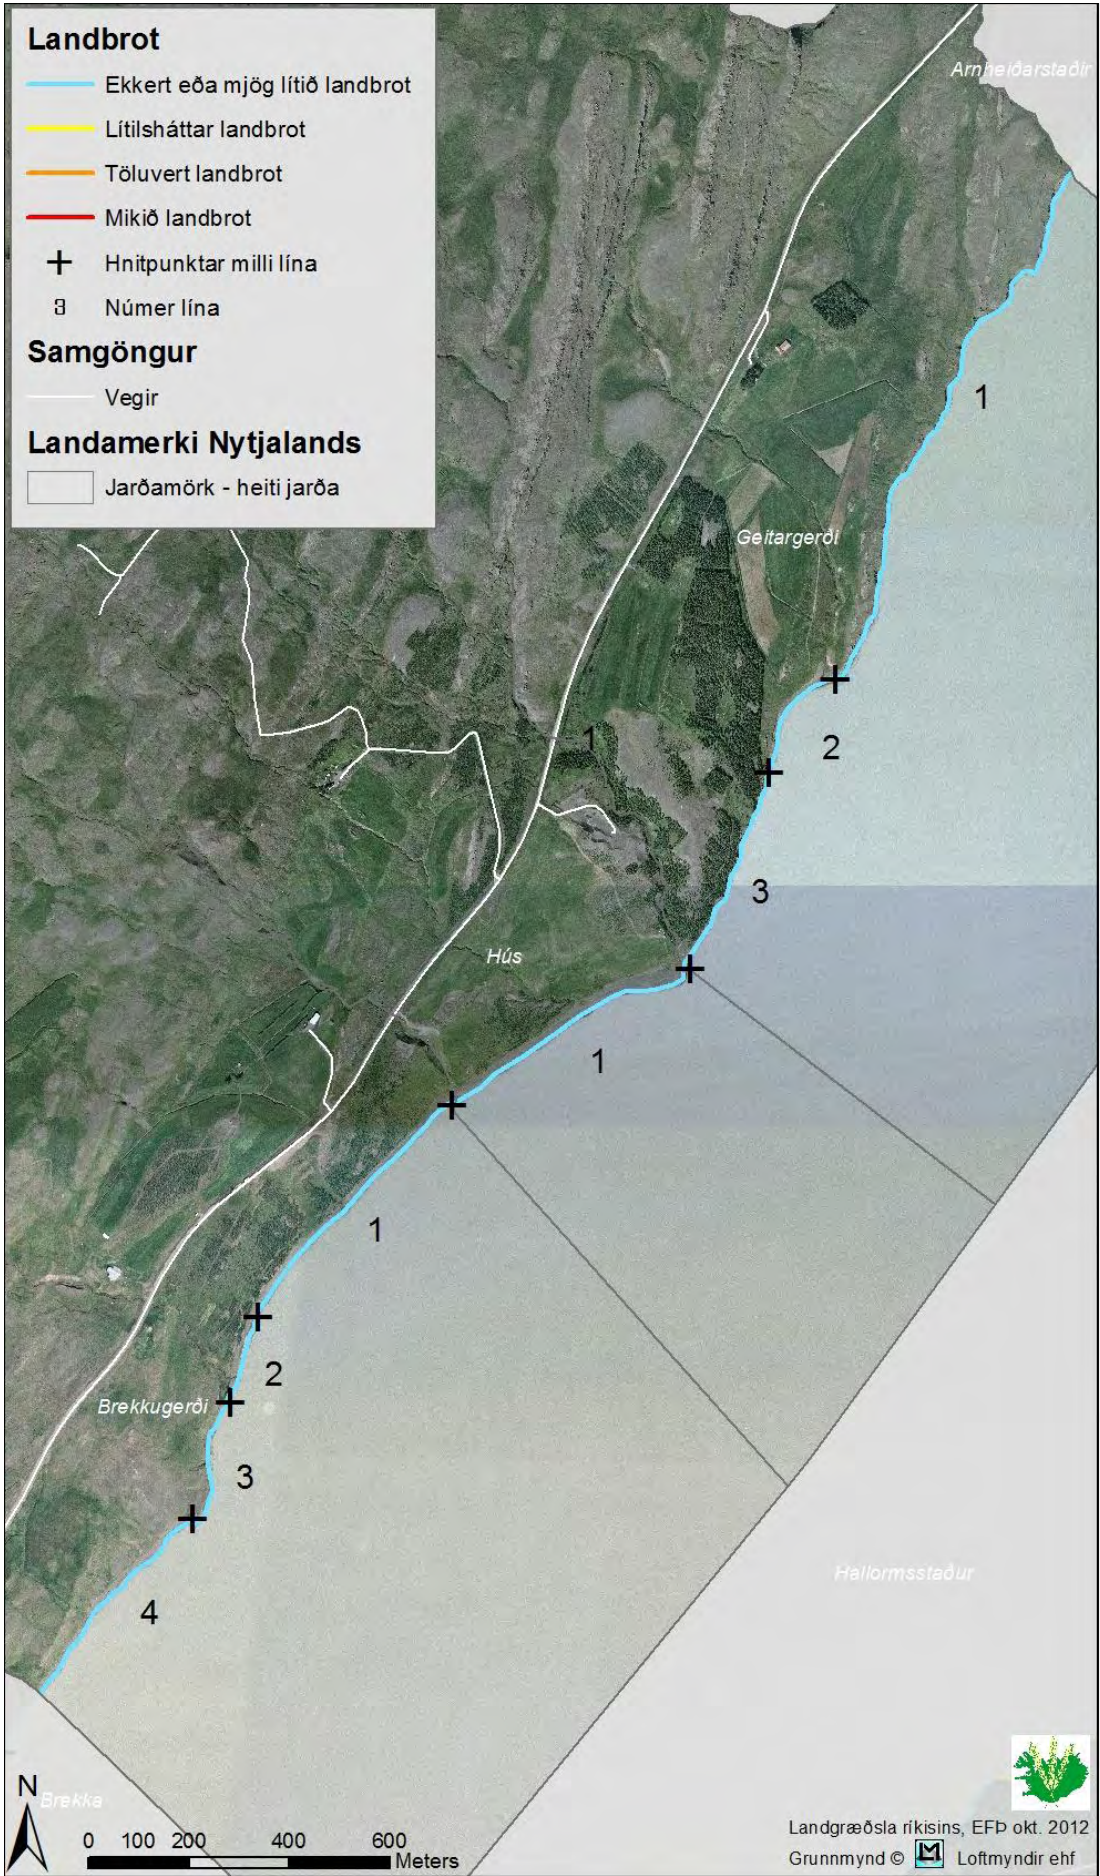 Landbrot
Ekkert eða mjög lítið landbrot
Lítilsháttar landbrot
Töluvert landbrot
Mikið landbrot
Hnitpunktar milli lína
3 Númer lína
Samgöngur
Vegir
Landamerki Nytjalands
Jarðamörk - heiti jarða
Arnheiðarstaðir
1
Geitargerði
1
2
3
Hús
1
1
2
Brekkugerði
3
Hallormsstaður
4
N
Brekka
0 100 200 400 600
Meters
Landgræðsla ríkisins, EFÞ okt. 2012
Grunnmynd © LM Loftmyndir ehf